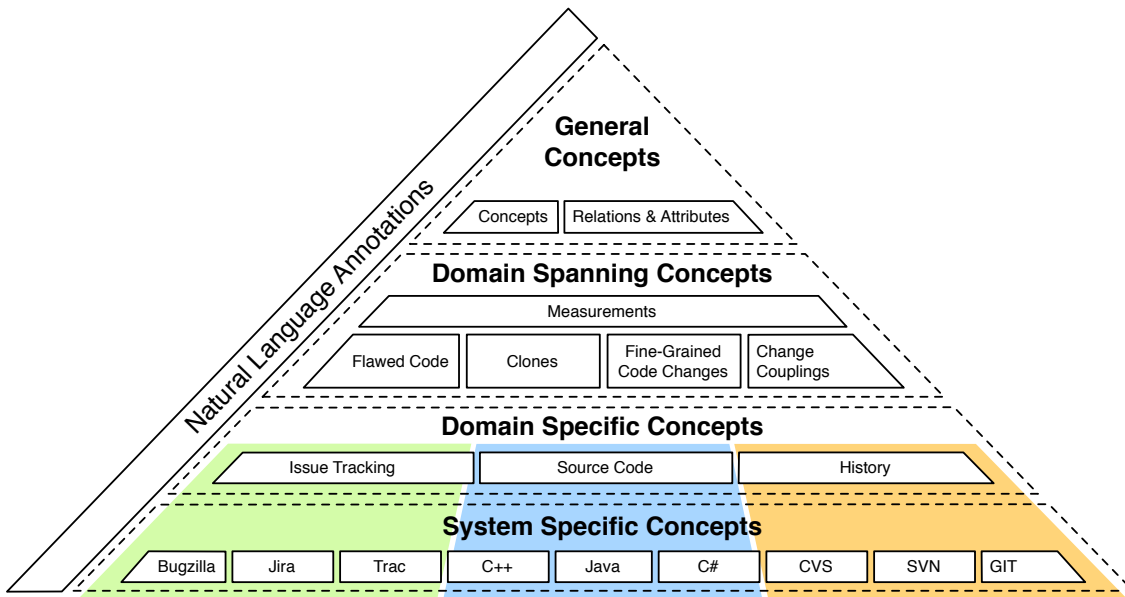 Natural Language Annotations
General
Concepts
Concepts
Relations & Attributes
Domain Spanning Concepts
Measurements
Flawed Code
Clones
Fine-Grained
Code Changes
Change
Couplings
Domain Specific Concepts
Issue Tracking
Source Code
History
System Specific Concepts
Bugzilla
Jira
Trac
C++
Java
C#
CVS
SVN
GIT